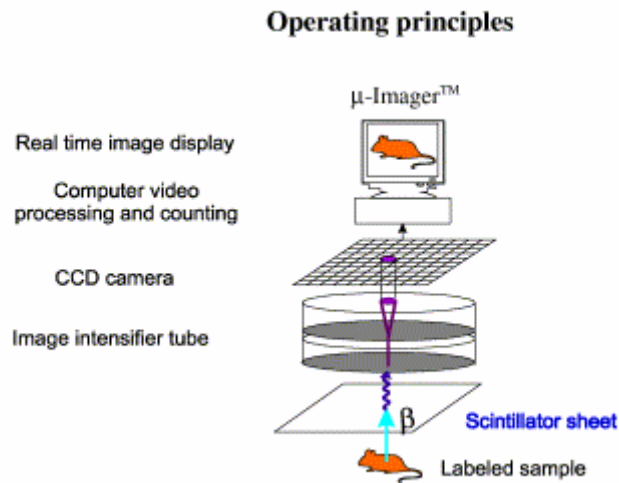 Operating principles
μ-Imager™
Real time image display
Computer video
processing and counting
CCD camera
Image intensifier tube
β
Scintillator sheet
Labeled sample